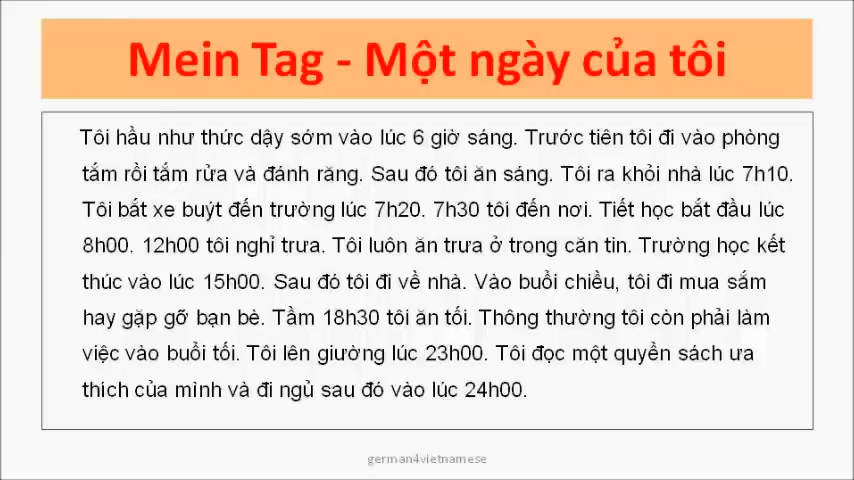 Mein Tag - Một ngày của tôi
Tôi hầu như thức dậy sớm vào lúc 6 giờ sáng. Trước tiên tôi đi vào phòng
tắm rồi tắm rửa và đánh răng. Sau đó tôi ăn sáng. Tôi ra khỏi nhà lúc 7h10.
Tôi bắt xe buýt đến trường lúc 7h20. 7h30 tôi đến nơi. Tiết học bắt đầu lúc
8h00. 12h00 tôi nghỉ trưa. Tôi luôn ăn trưa ở trong căn tin. Trường học kết
thúc vào lúc 15h00. Sau đó tôi đi về nhà. Vào buổi chiều, tôi đi mua sắm
hay gặp gỡ bạn bè. Tầm 18h30 tôi ăn tối. Thông thường tôi còn phải làm
việc vào buổi tối. Tôi lên giường lúc 23h00. Tôi đọc một quyển sách ưa
thích của mình và đi ngủ sau đó vào lúc 24h00.
german4vietnamese